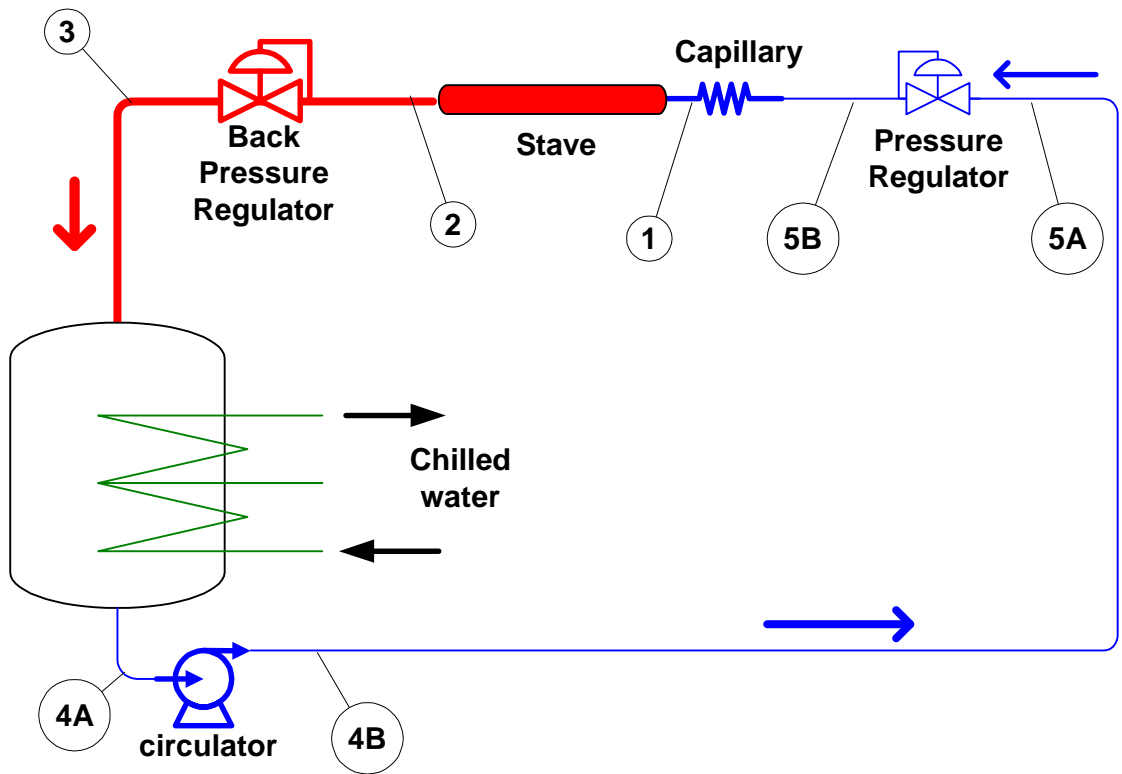 3
Capillary
Back
Pressure
Regulator
Stave
Pressure
Regulator
2
1
5B
5A
Chilled
water
4A
circulator
4B